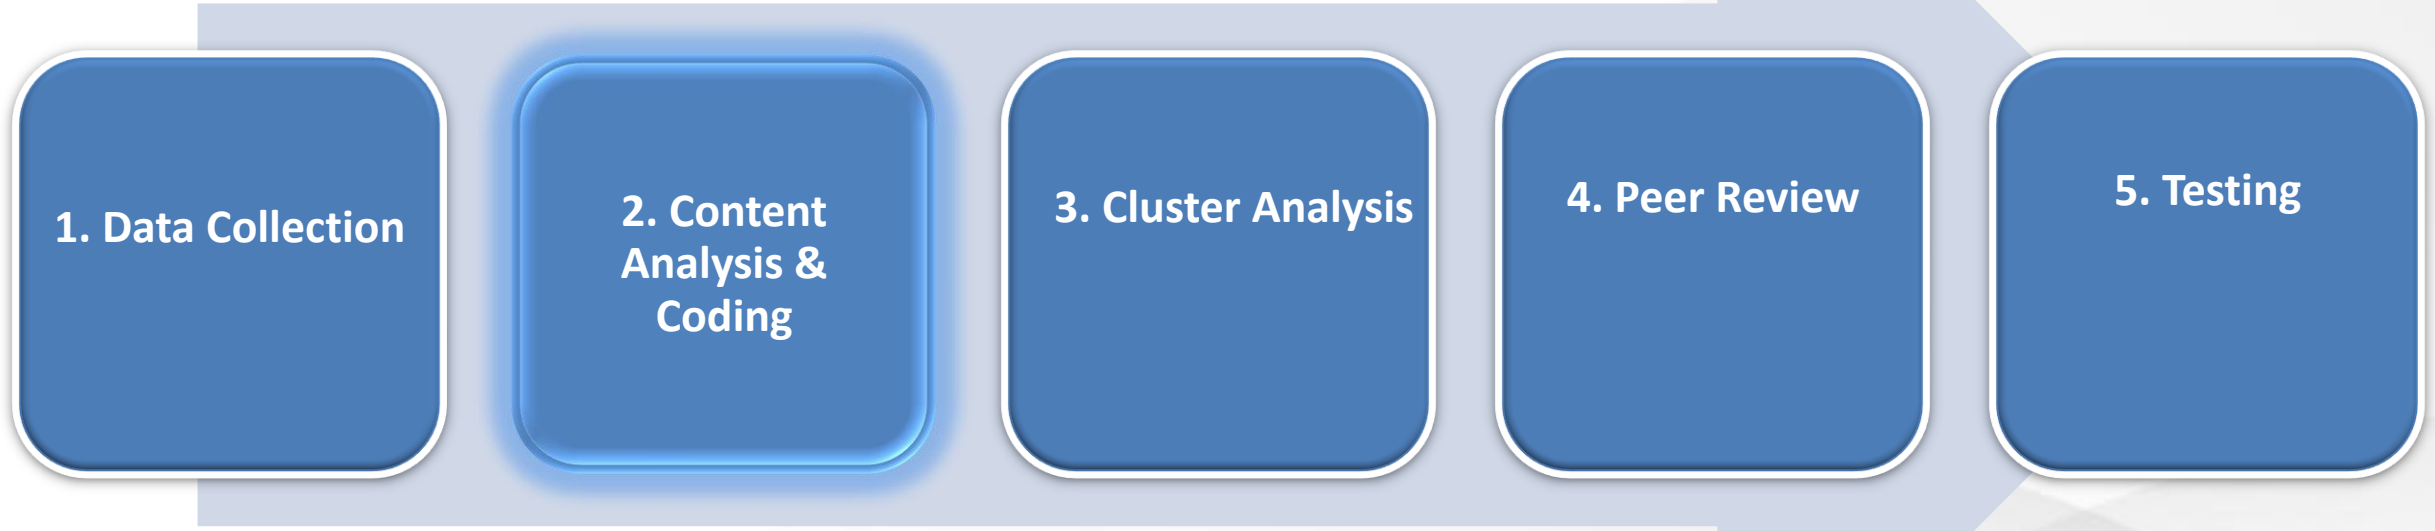 1. Data Collection
2. Content
Analysis &
Coding
3. Cluster Analysis
4. Peer Review
5. Testing